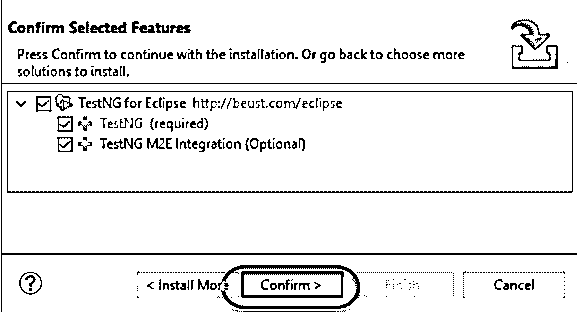 Confirm Selected Features
Press Confirm to continue with the installation. Or go back to choose more
solutions to install.
TestNG for Eclipse http://beust.com/eclipse
TestNG (required)
TestNG M2E Integration (Optional)
? < Install More Confirm > Finish Cancel